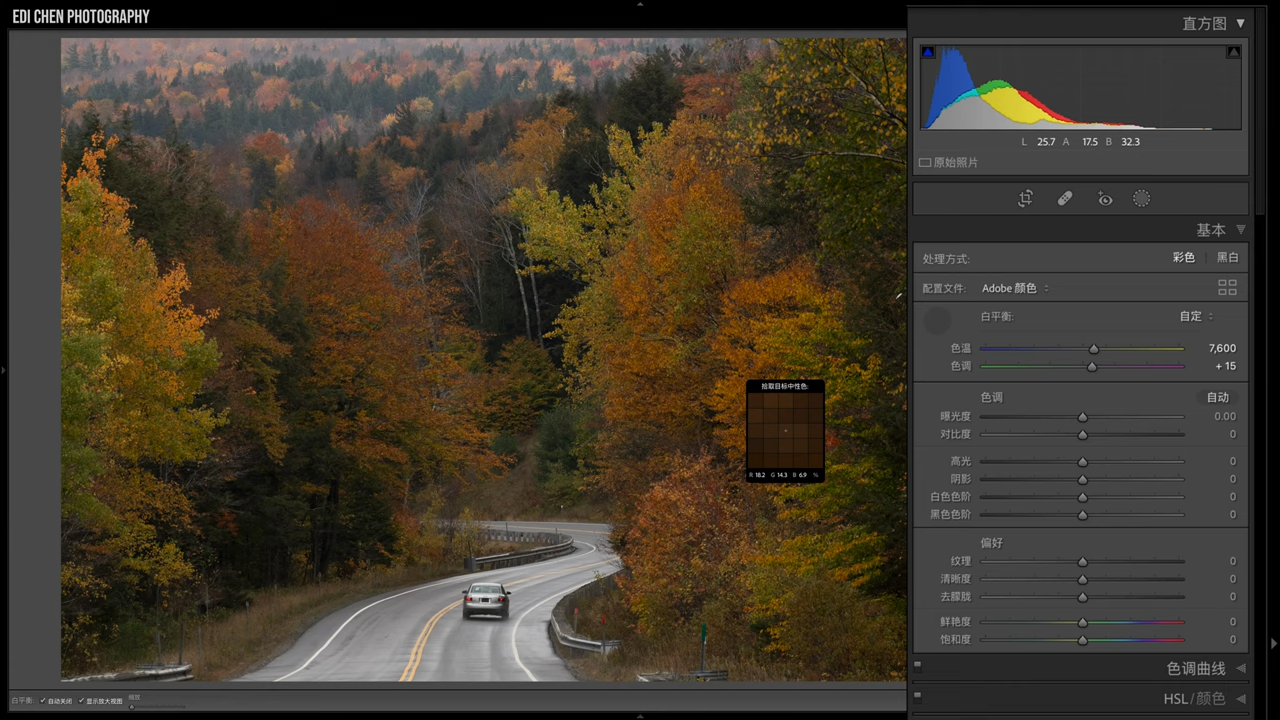 EDI CHEN PHOTOGRAPHY
直方图
L 25.7 A 17.5 B 32.3
原始照片
基本
处理方式: 彩色 黑白
配置文件: Adobe 颜色
白平衡: 自定
色温 7,600
色调 + 15
色调 自动
曝光度 0.00
对比度 0
高光 0
阴影 0
白色色阶 0
黑色色阶 0
偏好
纹理 0
清晰度 0
去朦胧 0
鲜艳度 0
饱和度 0
色调曲线
HSL/颜色
拾取目标中性色:
R 18.2 G 14.3 B 6.9 %
白平衡: 自动关闭 显示放大视图 缩放